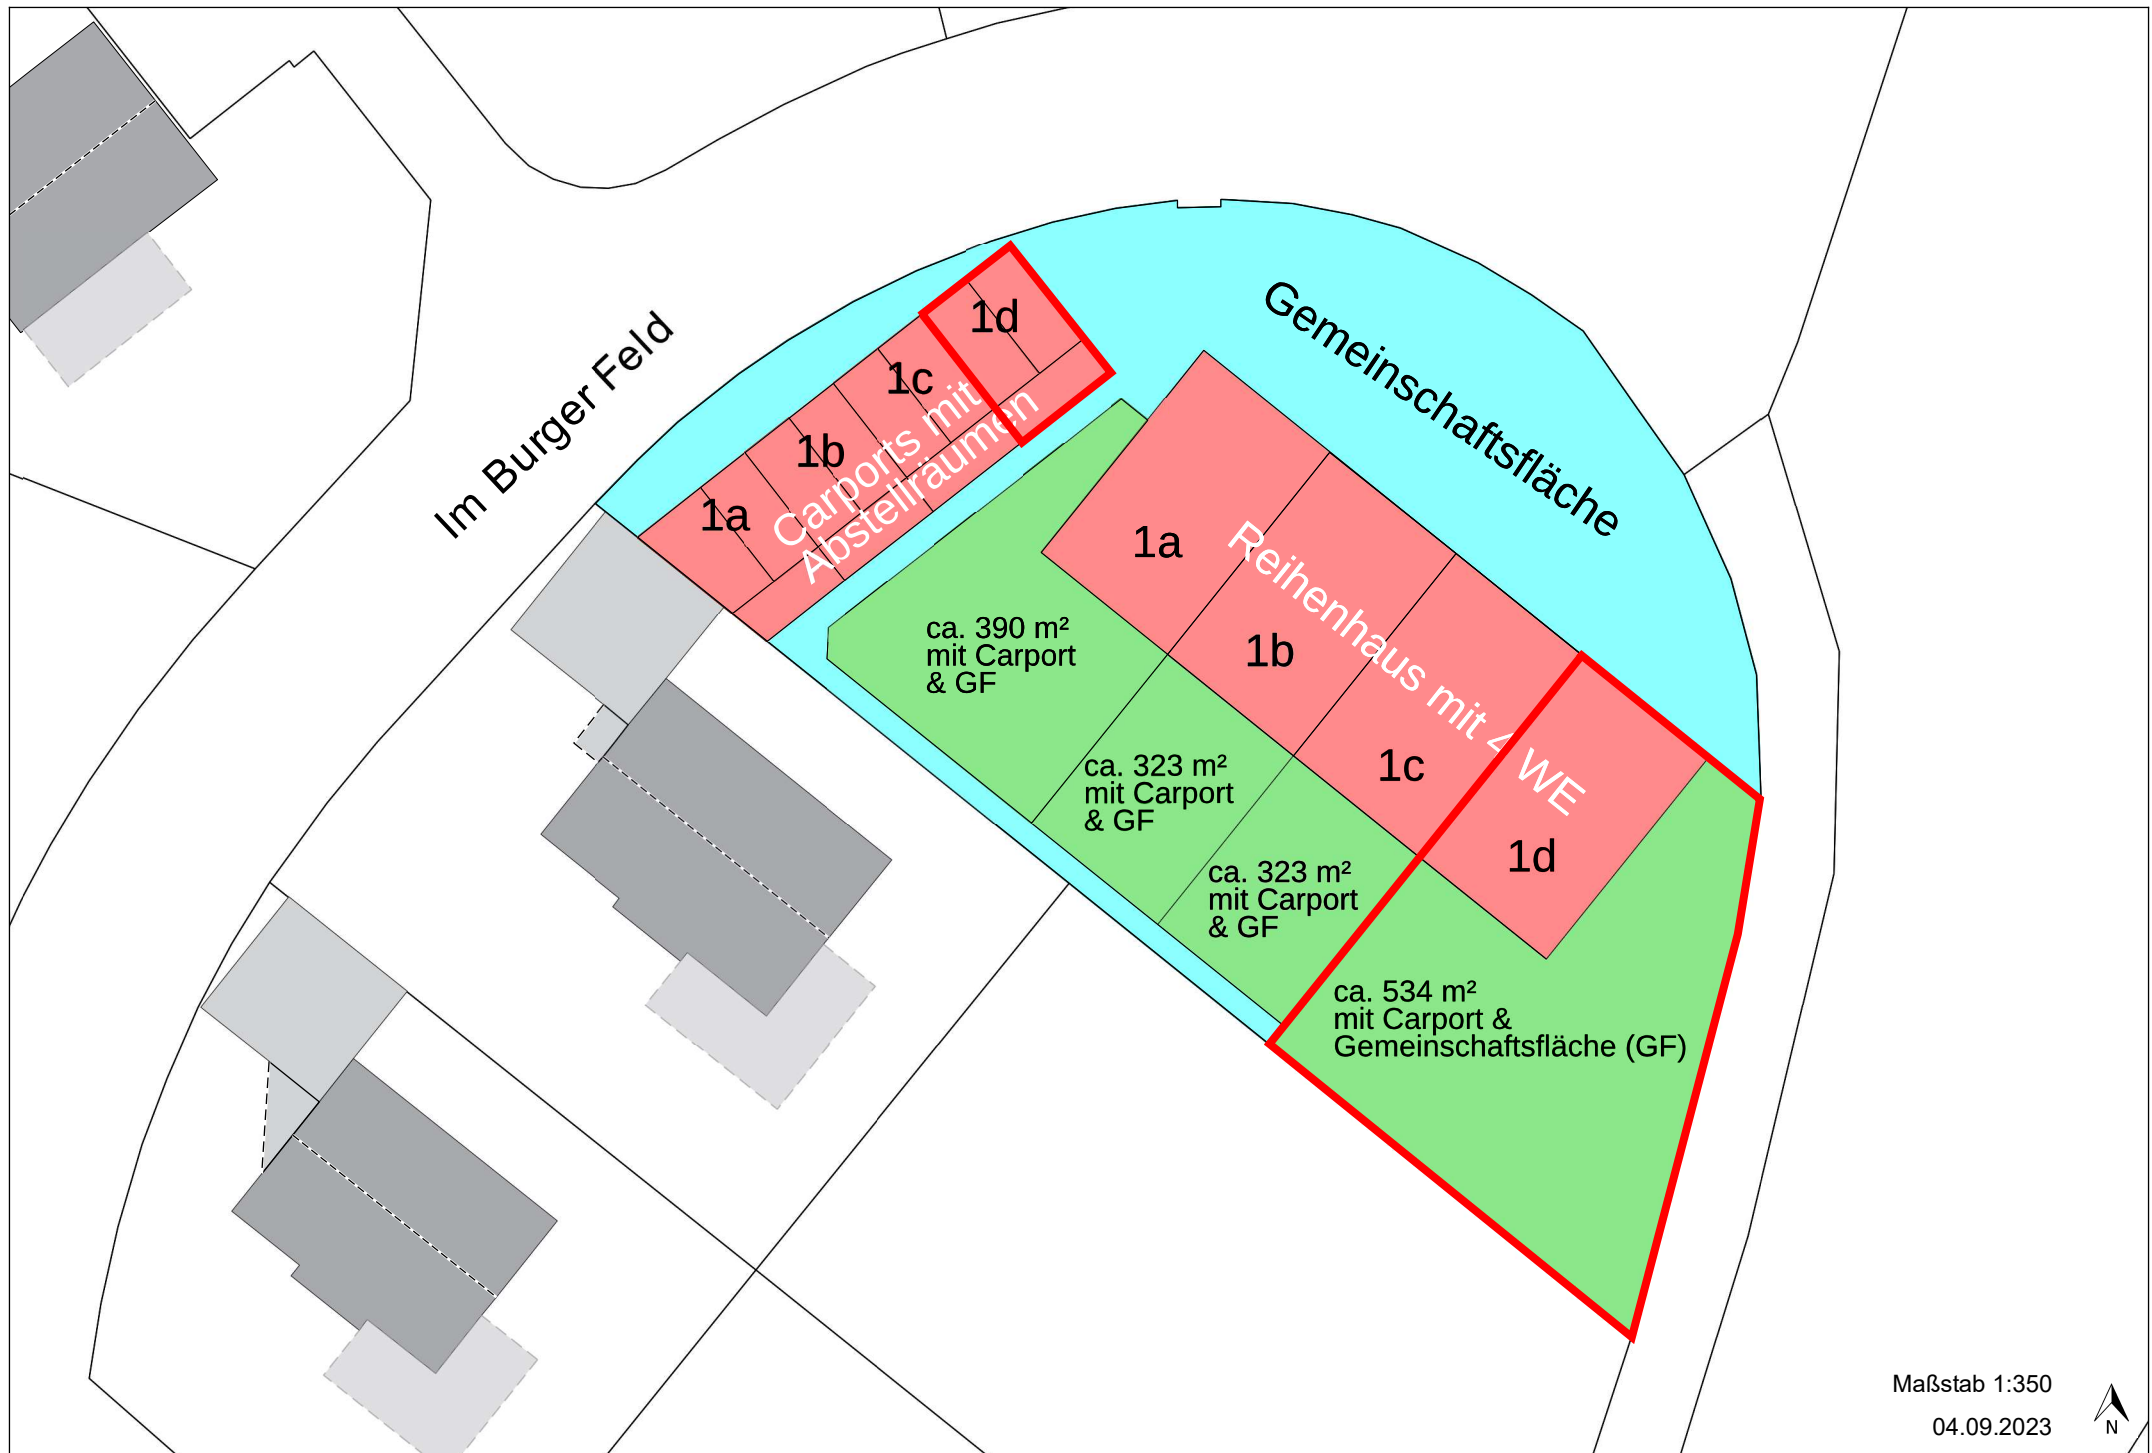 Im Burger Feld
Gemeinschaftsfläche
1d
1c
1b
1a
Carports mit
Abstellräumen
Reihenhaus mit 4 WE
1a
1b
1c
1d
ca. 390 m²
mit Carport
& GF
ca. 323 m²
mit Carport
& GF
ca. 323 m²
mit Carport
& GF
ca. 534 m²
mit Carport &
Gemeinschaftsfläche (GF)
Maßstab 1:350
04.09.2023
N